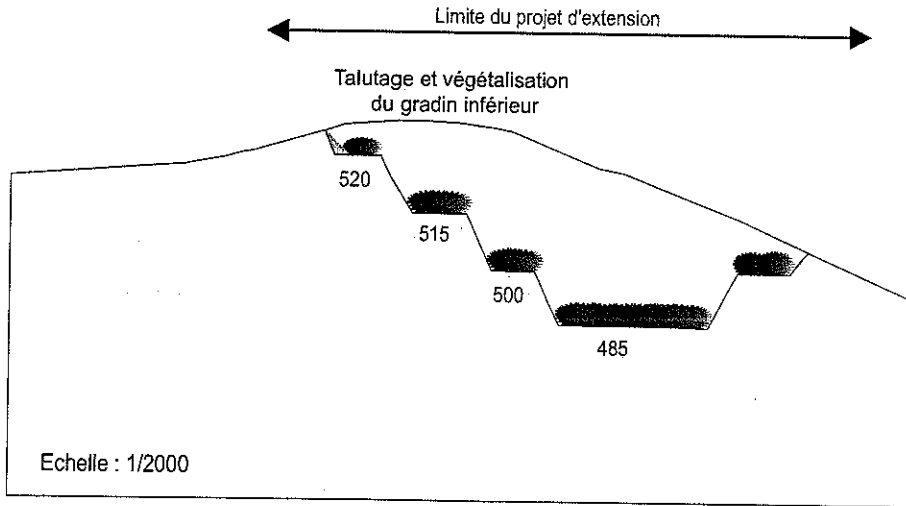 Limite du projet d'extension
Talutage et végétalisation
du gradin inférieur
520
515
500
485
Echelle : 1/2000